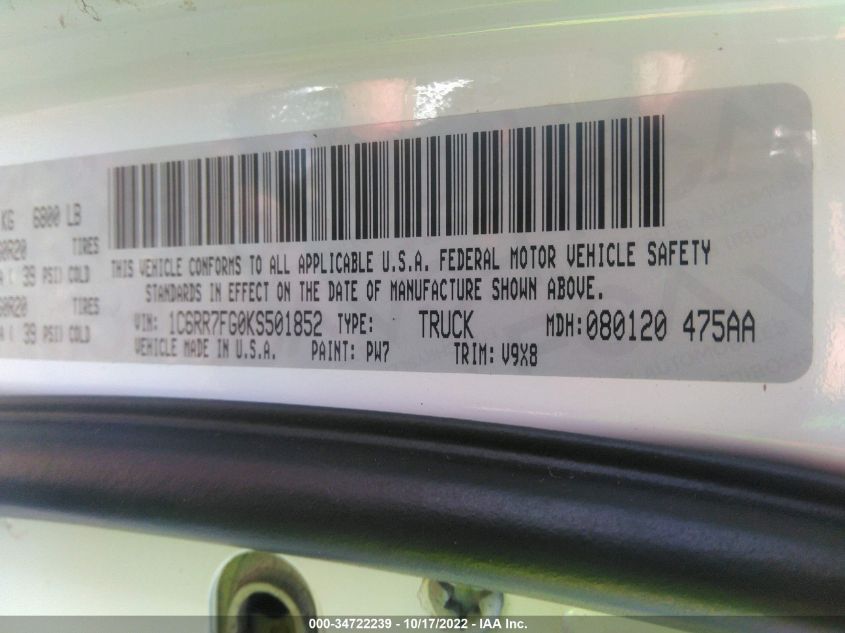 KG 6800 LB
0R20 TIRES
A ( 39 PSI) COLD
0R20 TIRES
A ( 39 PSI) COLD
THIS VEHICLE CONFORMS TO ALL APPLICABLE U.S.A. FEDERAL MOTOR VEHICLE SAFETY
STANDARDS IN EFFECT ON THE DATE OF MANUFACTURE SHOWN ABOVE.
VIN: 1C6RR7FG0KS501852 TYPE: TRUCK MDH: 080120 475AA
VEHICLE MADE IN U.S.A. PAINT: PW7 TRIM: V9X8
000-34722239 - 10/17/2022 - IAA Inc.